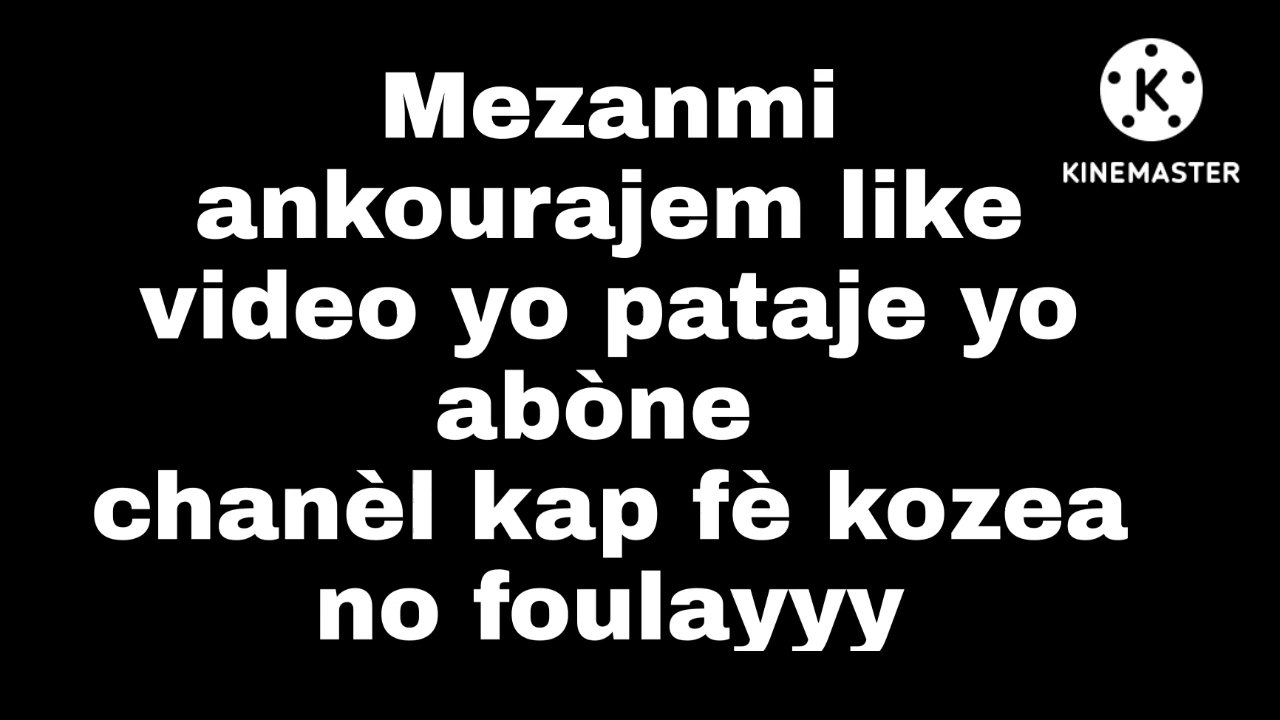 Mezanmi
ankourajem like
video yo pataje yo
abòne
chanèl kap fè kozea
no foulayyy
K
KINEMASTER